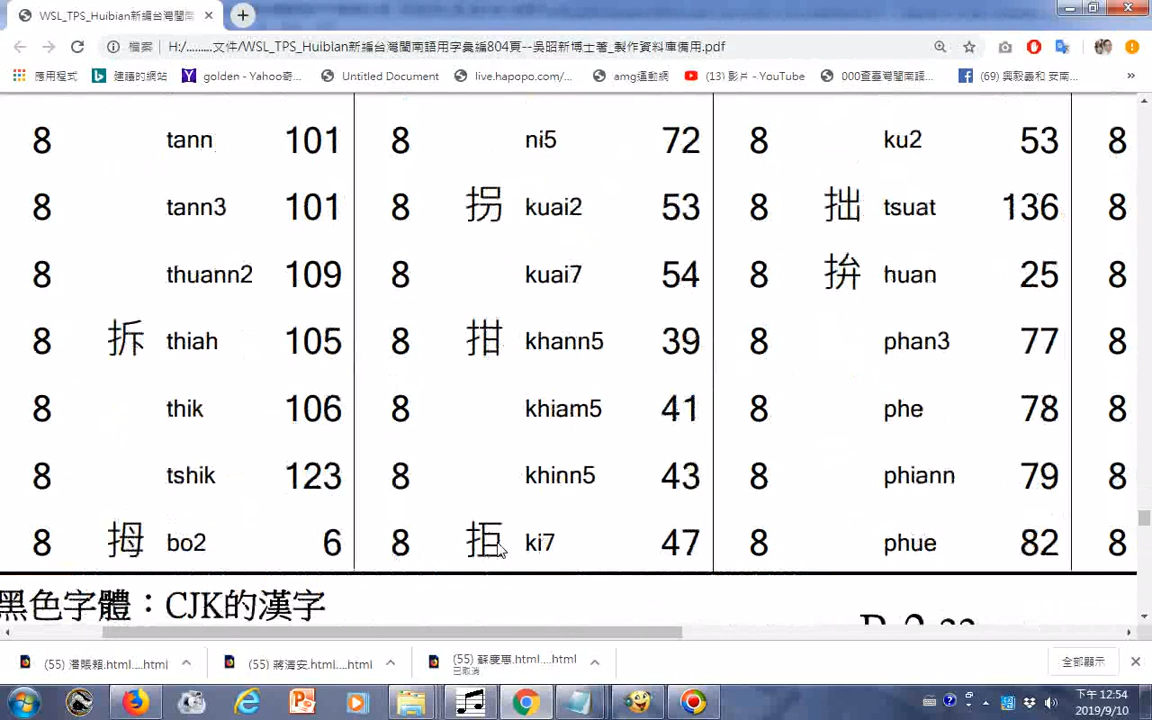 WSL_TPS_Huibian新編台灣閩南
檔案 H:/.........文件/WSL_TPS_Huibian新編台灣閩南語用字彙編804頁--吳昭新博士著_製作資料庫備用.pdf
應用程式 建議的網站 golden - Yahoo奇... Untitled Document live.hapopo.com/... amg運動網 (13) 影片 - YouTube 000查臺灣閩南語... (69) 與殺蟲和 安南...
8 tann 101 8 ni5 72 8 ku2 53 8
8 tann3 101 8 拐 kuai2 53 8 拙 tsuat 136 8
8 thuann2 109 8 kuai7 54 8 拚 huan 25 8
8 拆 thiah 105 8 拑 khann5 39 8 phan3 77 8
8 thik 106 8 khiam5 41 8 phe 78 8
8 tshik 123 8 khinn5 43 8 phiann 79 8
8 拇 bo2 6 8 拒 ki7 47 8 phue 82 8
黑色字體：CJK的漢字
(55) 潘賬賴.html....html (55) 蔣海安.html....html (55) 蘇慶專.html....html 全部顯示
已取消
下午 12:54
2019/9/10